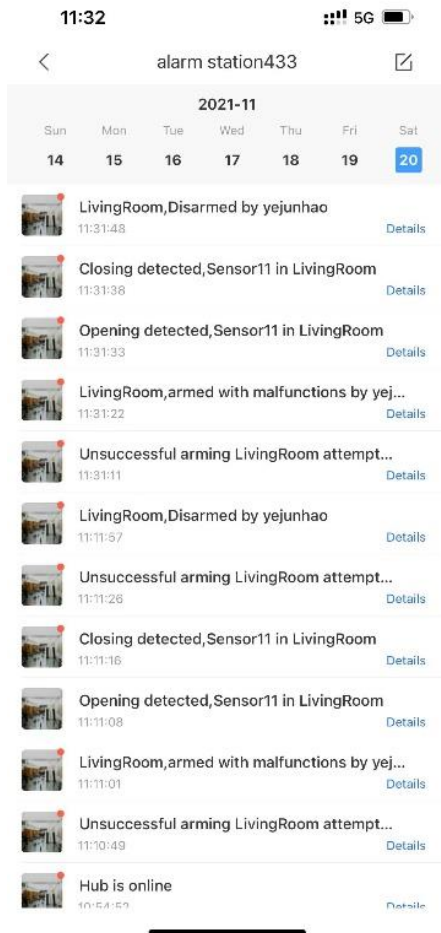 11:32 5G
alarm station433
2021-11
Sun Mon Tue Wed Thu Fri Sat
14 15 16 17 18 19 20
LivingRoom,Disarmed by yejunhao
11:31:48 Details
Closing detected,Sensor11 in LivingRoom
11:31:38 Details
Opening detected,Sensor11 in LivingRoom
11:31:33 Details
LivingRoom,armed with malfunctions by yej...
11:31:22 Details
Unsuccessful arming LivingRoom attempt...
11:31:11 Details
LivingRoom,Disarmed by yejunhao
11:11:57 Details
Unsuccessful arming LivingRoom attempt...
11:11:26 Details
Closing detected,Sensor11 in LivingRoom
11:11:16 Details
Opening detected,Sensor11 in LivingRoom
11:11:08 Details
LivingRoom,armed with malfunctions by yej...
11:11:01 Details
Unsuccessful arming LivingRoom attempt...
11:10:49 Details
Hub is online
10:54:52 Details